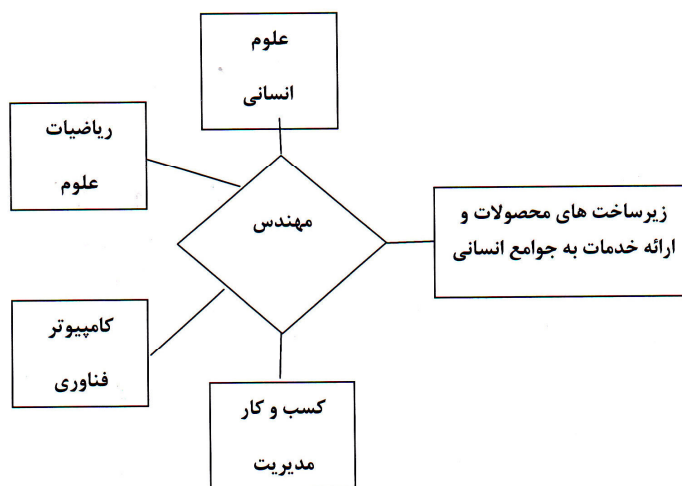 علوم
انسانی
ریاضیات
علوم
مهندس
زیرساخت های محصولات و
ارائه خدمات به جوامع انسانی
کامپیوتر
فناوری
کسب و کار
مدیریت